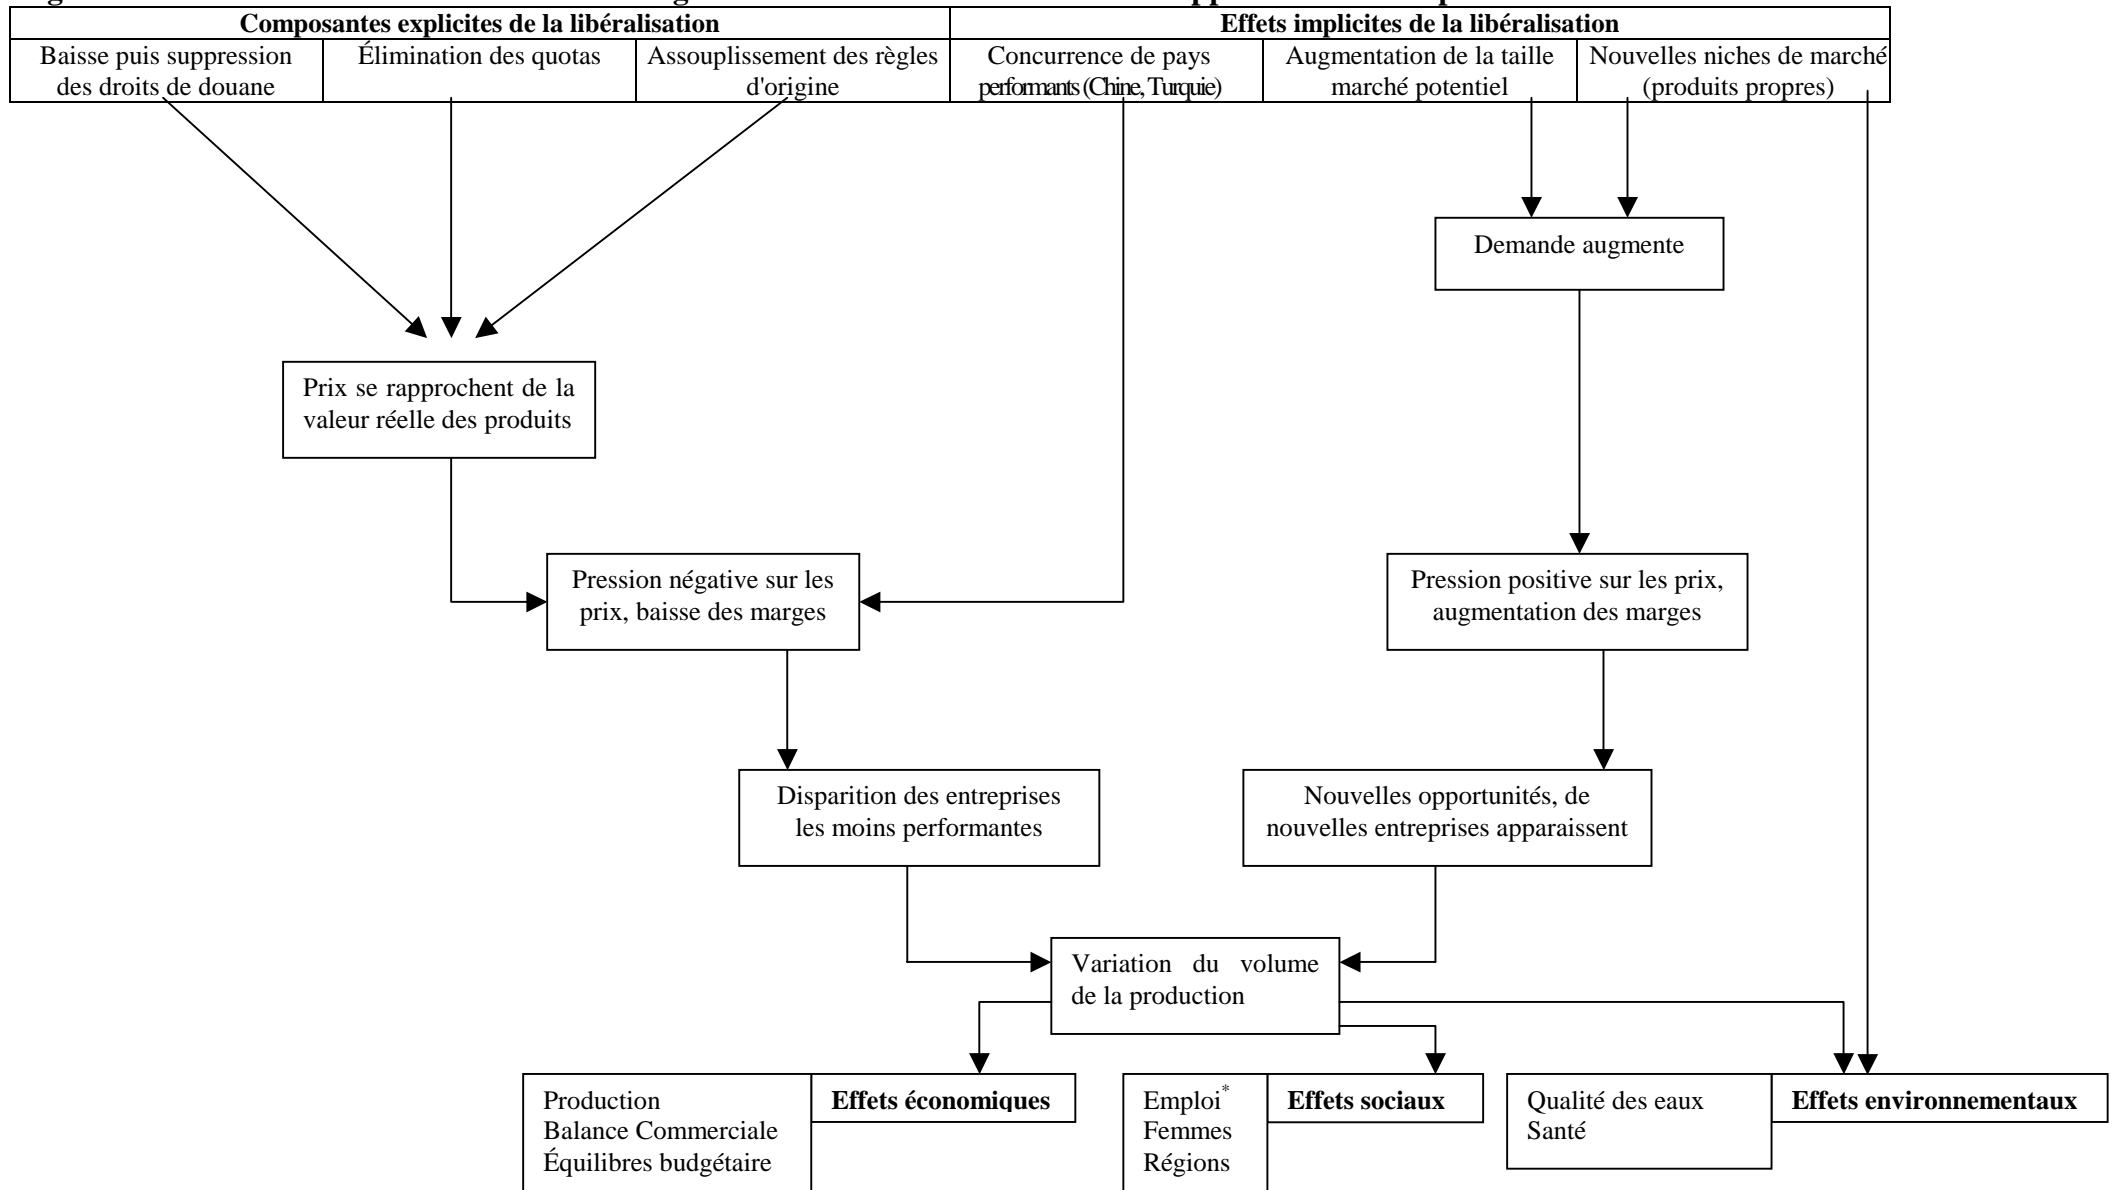 Composantes explicites de la libéralisation
Effets implicites de la libéralisation
Baisse puis suppression
des droits de douane
Élimination des quotas
Assouplissement des règles
d'origine
Concurrence de pays
performants (Chine, Turquie)
Augmentation de la taille
marché potentiel
Nouvelles niches de marché
(produits propres)
Demande augmente
Prix se rapprochent de la
valeur réelle des produits
Pression négative sur les
prix, baisse des marges
Pression positive sur les prix,
augmentation des marges
Disparition des entreprises
les moins performantes
Nouvelles opportunités, de
nouvelles entreprises apparaissent
Variation du volume
de la production
Production
Balance Commerciale
Équilibres budgétaire
Effets économiques
Emploi*
Femmes
Régions
Effets sociaux
Qualité des eaux
Santé
Effets environnementaux